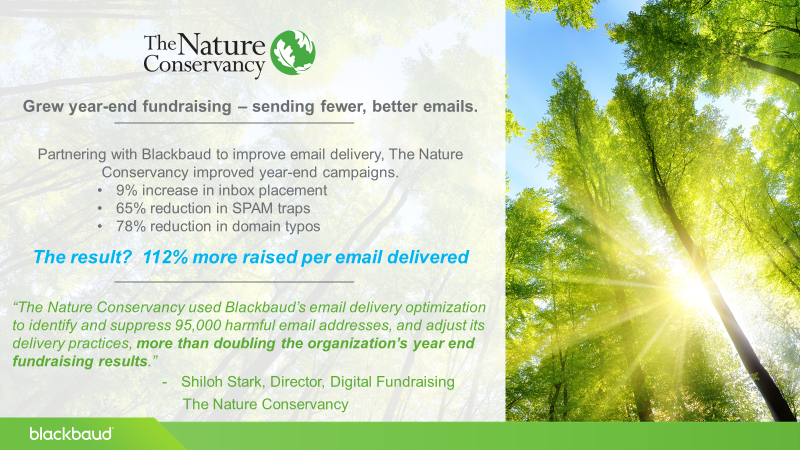 The Nature
Conservancy
Grew year-end fundraising – sending fewer, better emails.
Partnering with Blackbaud to improve email delivery, The Nature
Conservancy improved year-end campaigns.
• 9% increase in inbox placement
• 65% reduction in SPAM traps
• 78% reduction in domain typos
The result? 112% more raised per email delivered
“The Nature Conservancy used Blackbaud’s email delivery optimization
to identify and suppress 95,000 harmful email addresses, and adjust its
delivery practices, more than doubling the organization’s year end
fundraising results.”
- Shiloh Stark, Director, Digital Fundraising
The Nature Conservancy
blackbaud